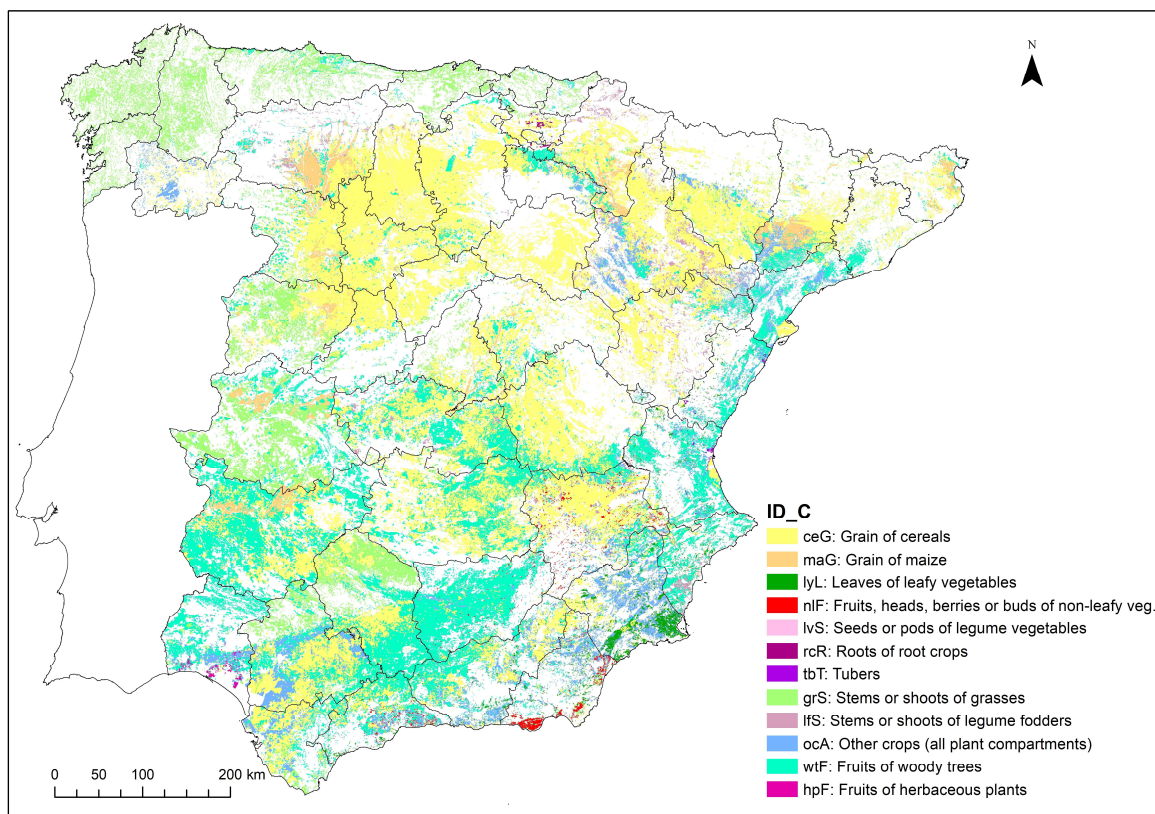 N
ID_C
ceG: Grain of cereals
maG: Grain of maize
lyL: Leaves of leafy vegetables
nlF: Fruits, heads, berries or buds of non-leafy veg.
lvS: Seeds or pods of legume vegetables
rcR: Roots of root crops
tbT: Tubers
grS: Stems or shoots of grasses
lfS: Stems or shoots of legume fodders
ocA: Other crops (all plant compartments)
wtF: Fruits of woody trees
hpF: Fruits of herbaceous plants
0 50 100 200 km